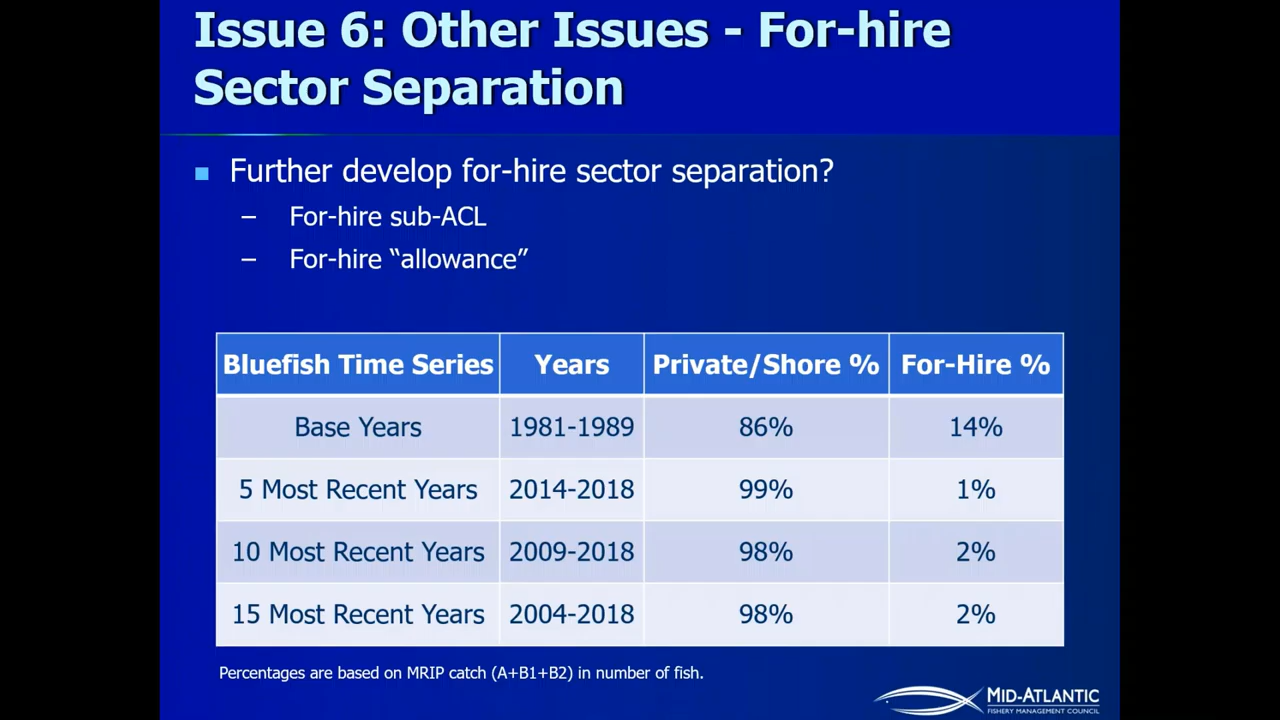 Issue 6: Other Issues - For-hire
Sector Separation
Further develop for-hire sector separation?
– For-hire sub-ACL
– For-hire “allowance”
Bluefish Time Series Years Private/Shore % For-Hire %
Base Years 1981-1989 86% 14%
5 Most Recent Years 2014-2018 99% 1%
10 Most Recent Years 2009-2018 98% 2%
15 Most Recent Years 2004-2018 98% 2%
Percentages are based on MRIP catch (A+B1+B2) in number of fish.
MID-ATLANTIC
FISHERY MANAGEMENT COUNCIL